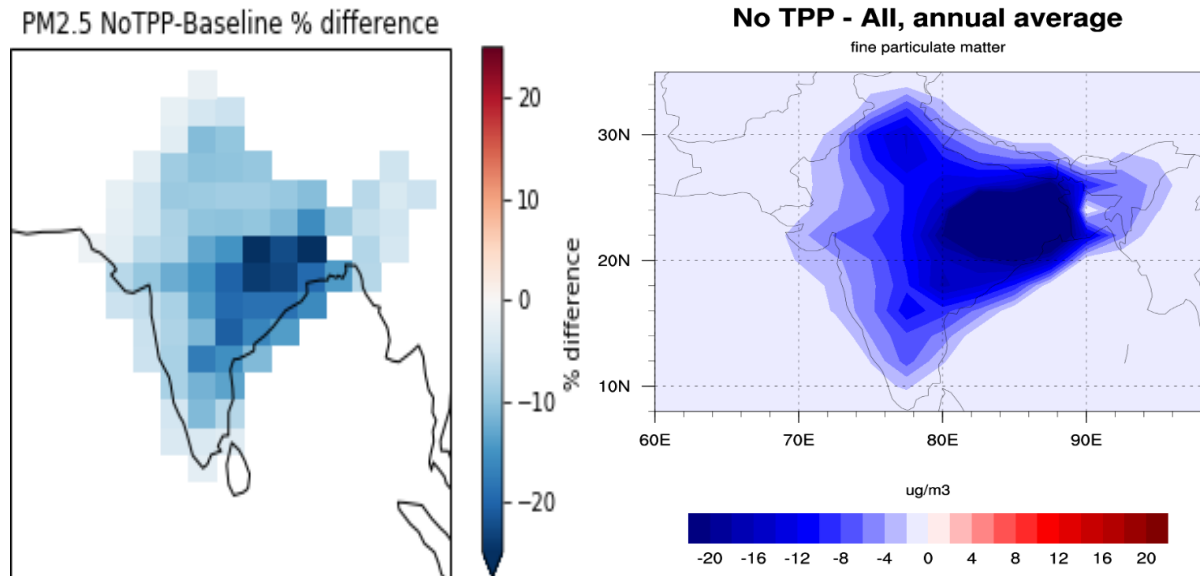 PM2.5 NoTPP-Baseline % difference
20
10
0
−10
−20
% difference
No TPP - All, annual average
fine particulate matter
30N
20N
10N
60E 70E 80E 90E
ug/m3
-20 -16 -12 -8 -4 0 4 8 12 16 20